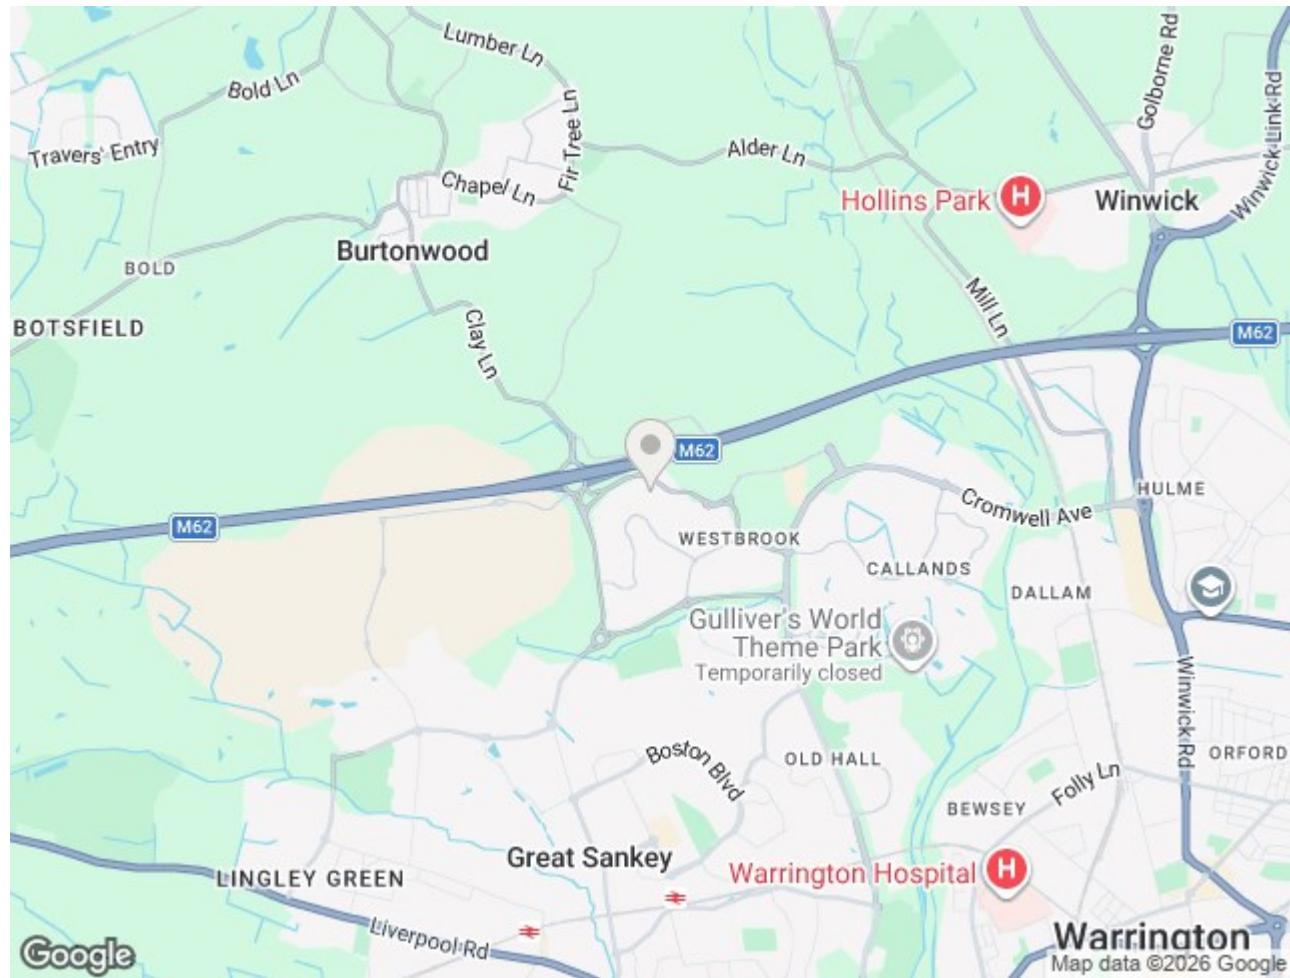 Lumber Ln
Golborne Rd
Bold Ln
Fir Tree Ln
Winwick Link Rd
Travers' Entry
Alder Ln
Chapel Ln
Hollins Park
H
Winwick
Burtonwood
BOLD
Mill Ln
BOTSFIELD
Clay Ln
M62
M62
M62
HULME
Cromwell Ave
WESTBROOK
CALLANDS
DALLAM
Gulliver's World
Theme Park
Temporarily closed
Winwick Rd
Boston Blvd
OLD HALL
ORFORD
Folly Ln
BEWSEY
Great Sankey
Warrington Hospital
H
LINGLEY GREEN
Liverpool Rd
Warrington
Google
Map data ©2026 Google